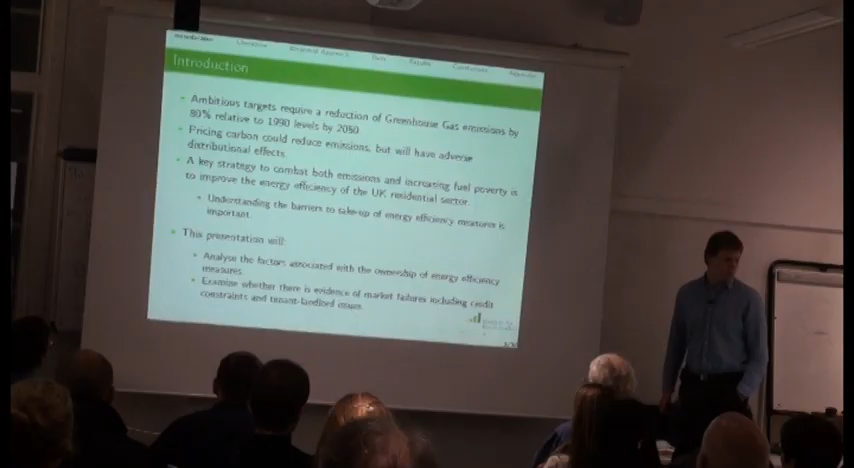 Introduction
Data
Results
Conclusions
Introduction
Ambitious targets require a reduction of Greenhouse Gas emissions by
80% relative to 1990 levels by 2050
Pricing carbon could reduce emissions, but will have adverse
distributional effects.
A key strategy to combat both emissions and increasing fuel poverty is
to improve the energy efficiency of the UK residential sector.
Understanding the barriers to take-up of energy efficiency measures is
important.
This presentation will:
Analyse the factors associated with the ownership of energy efficiency
measures.
Examine whether there is evidence of market failures including credit
constraints and tenant-landlord issues.